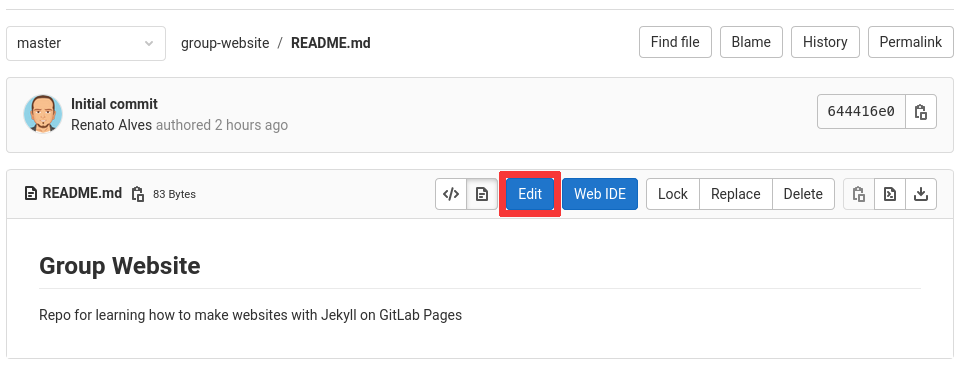 master group-website / README.md Find file Blame History Permalink
Initial commit
Renato Alves authored 2 hours ago 644416e0
README.md 83 Bytes </> Edit Web IDE Lock Replace Delete
Group Website
Repo for learning how to make websites with Jekyll on GitLab Pages